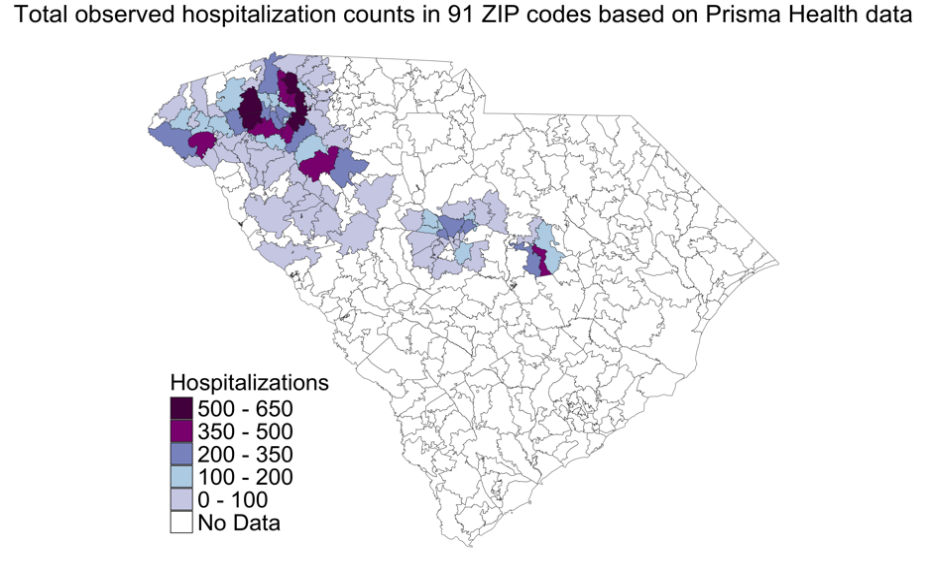 Total observed hospitalization counts in 91 ZIP codes based on Prisma Health data
Hospitalizations
500 - 650
350 - 500
200 - 350
100 - 200
0 - 100
No Data